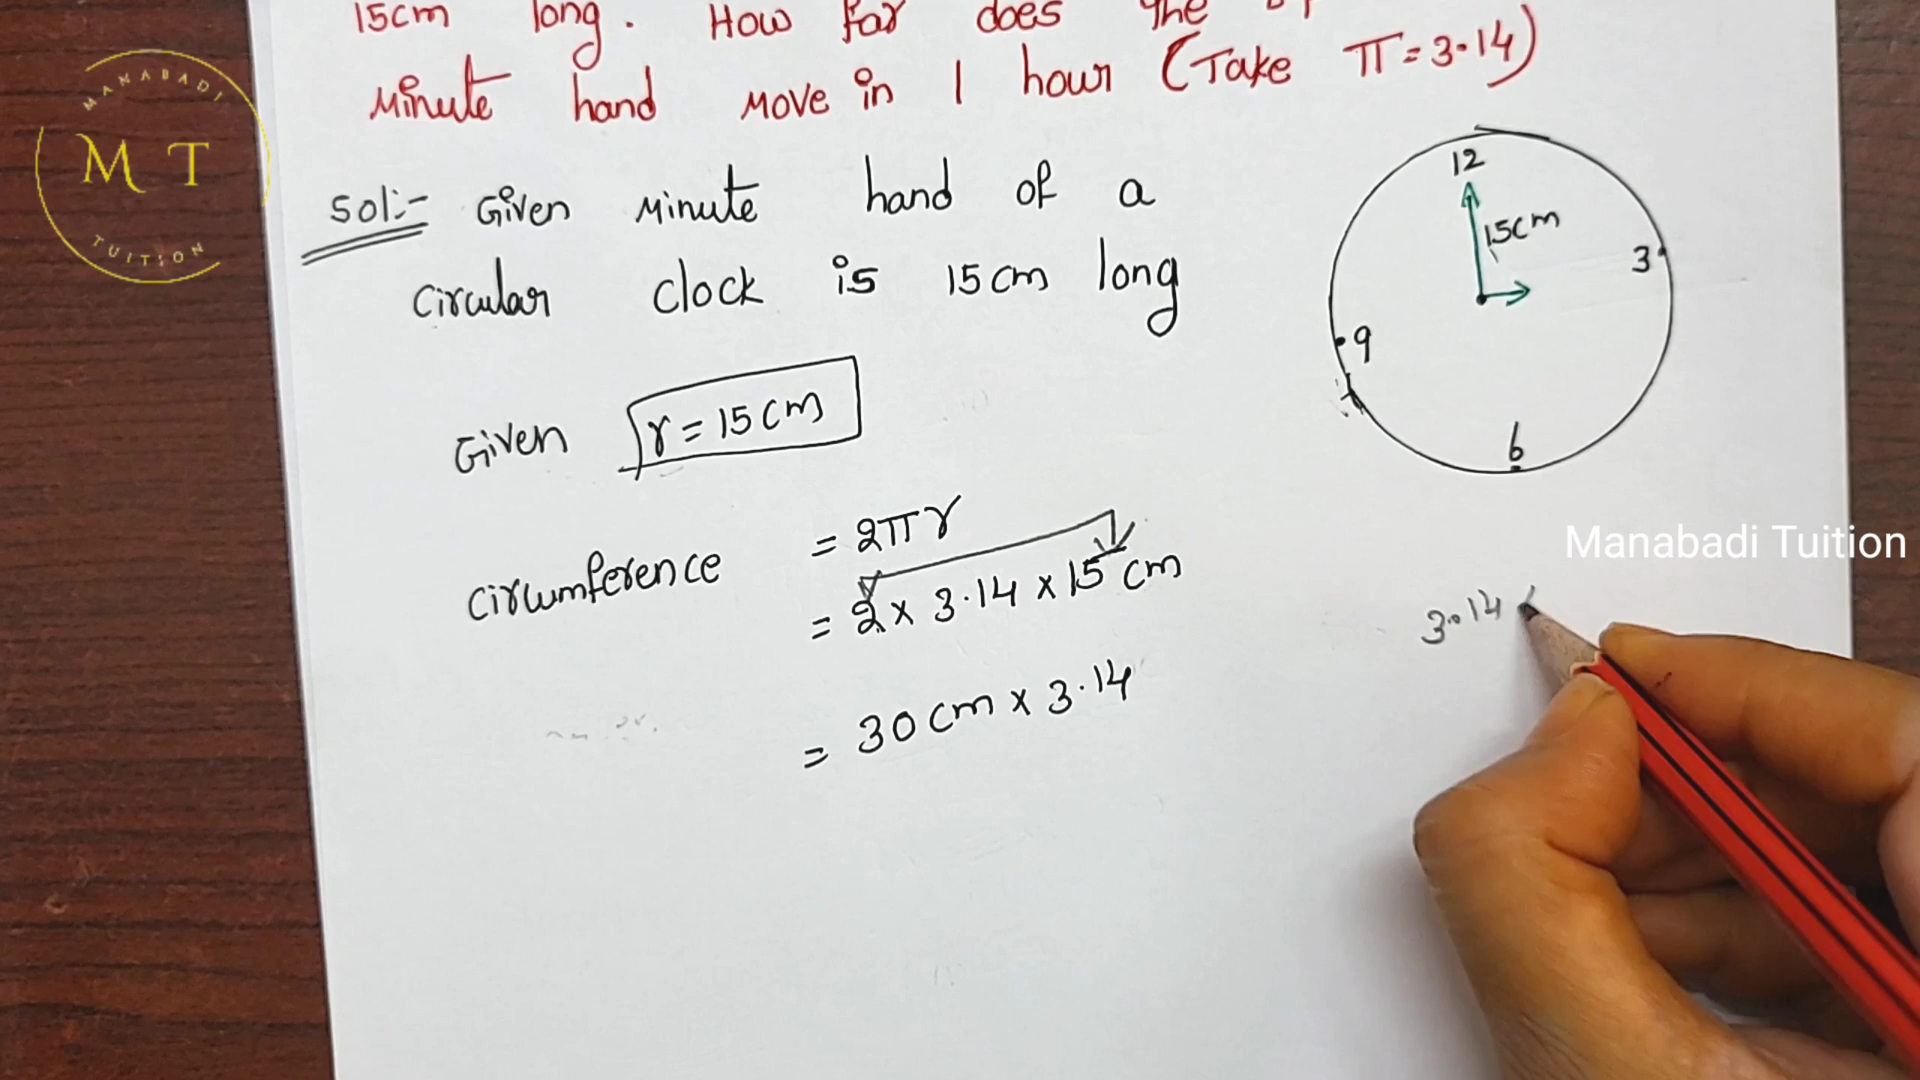 15cm long. How far does the
Minute hand move in 1 hour (Take π=3.14)
MANABADI
MT
TUITION
Sol:- Given Minute hand of a
circular clock is 15cm long
Given r=15cm
circumference = 2πr
= 2 x 3.14 x 15 cm
= 30cm x 3.14
12
15cm
3
9
6
Manabadi Tuition
3.14